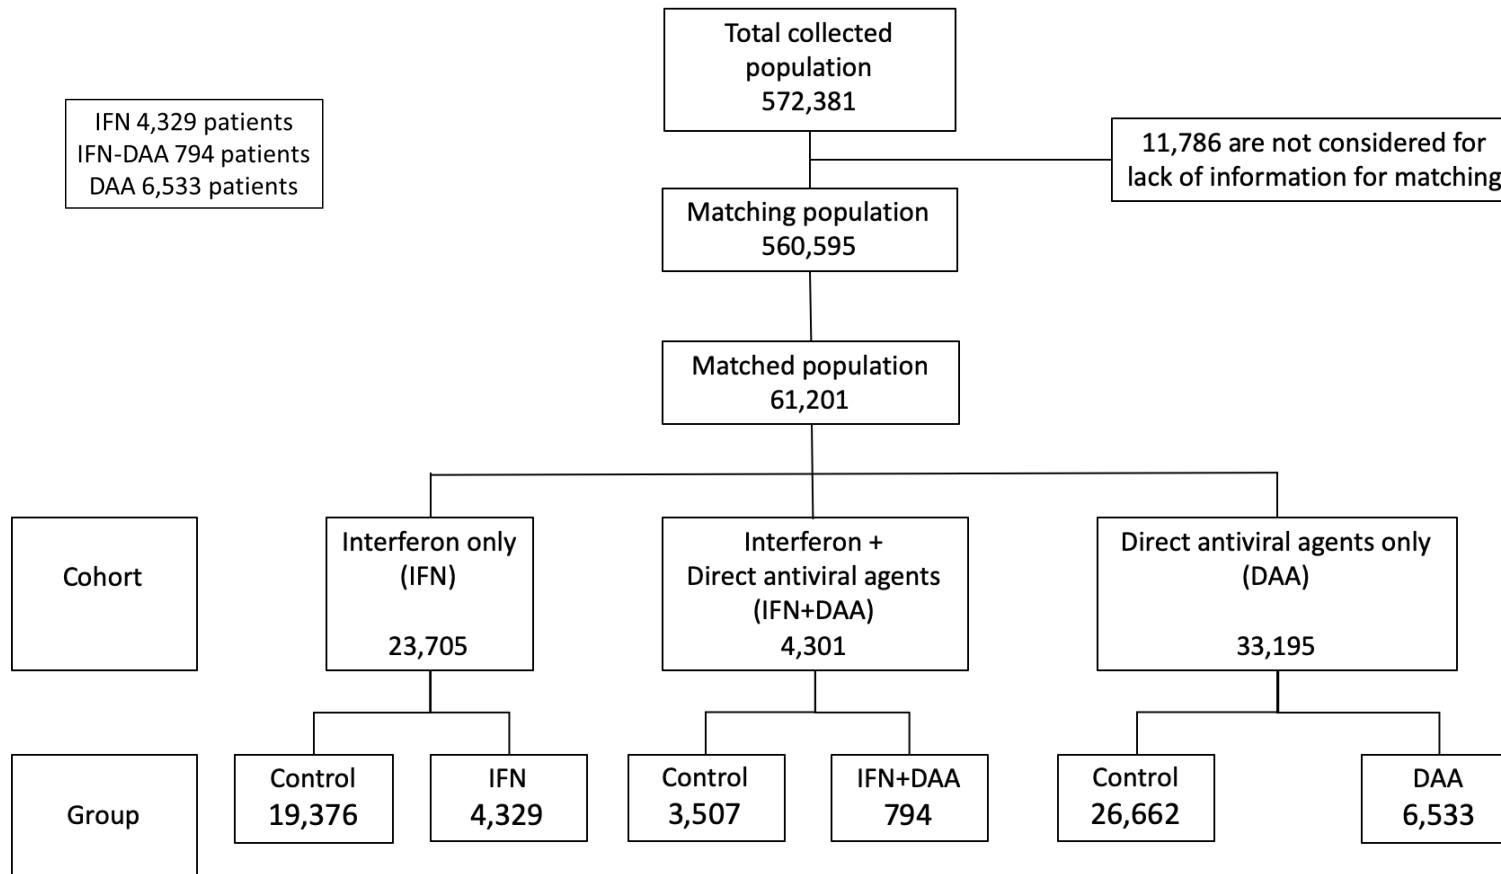 Total collected
population
572,381
IFN 4,329 patients
IFN-DAA 794 patients
DAA 6,533 patients
11,786 are not considered for
lack of information for matching
Matching population
560,595
Matched population
61,201
Cohort
Interferon only
(IFN)
23,705
Interferon +
Direct antiviral agents
(IFN+DAA)
4,301
Direct antiviral agents only
(DAA)
33,195
Group
Control
19,376
IFN
4,329
Control
3,507
IFN+DAA
794
Control
26,662
DAA
6,533